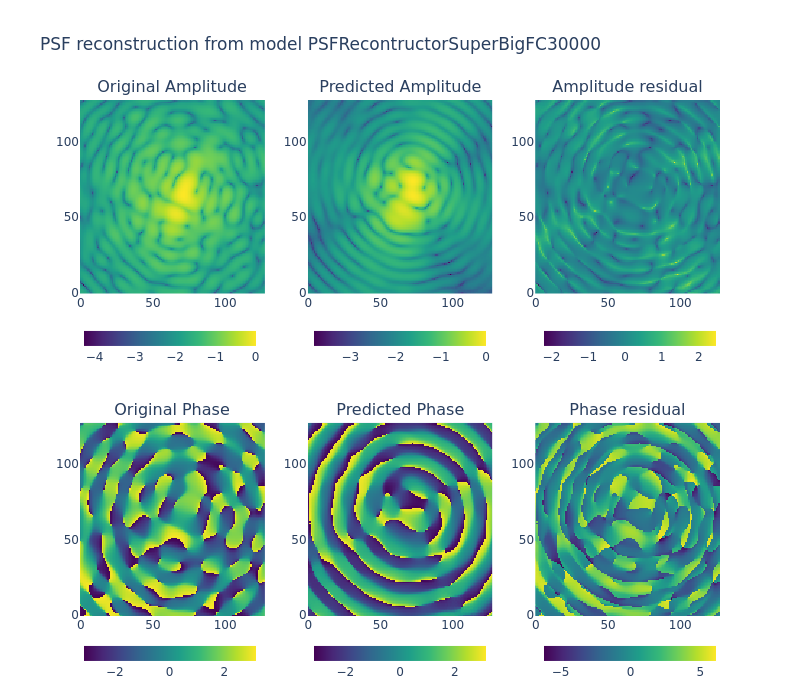 PSF reconstruction from model PSFRecontructorSuperBigFC30000
Original Amplitude
Predicted Amplitude
Amplitude residual
100
50
0
0 50 100
100
50
0
0 50 100
100
50
0
0 50 100
−4 −3 −2 −1 0
−3 −2 −1 0
−2 −1 0 1 2
Original Phase
Predicted Phase
Phase residual
100
50
0
0 50 100
100
50
0
0 50 100
100
50
0
0 50 100
−2 0 2
−2 0 2
−5 0 5